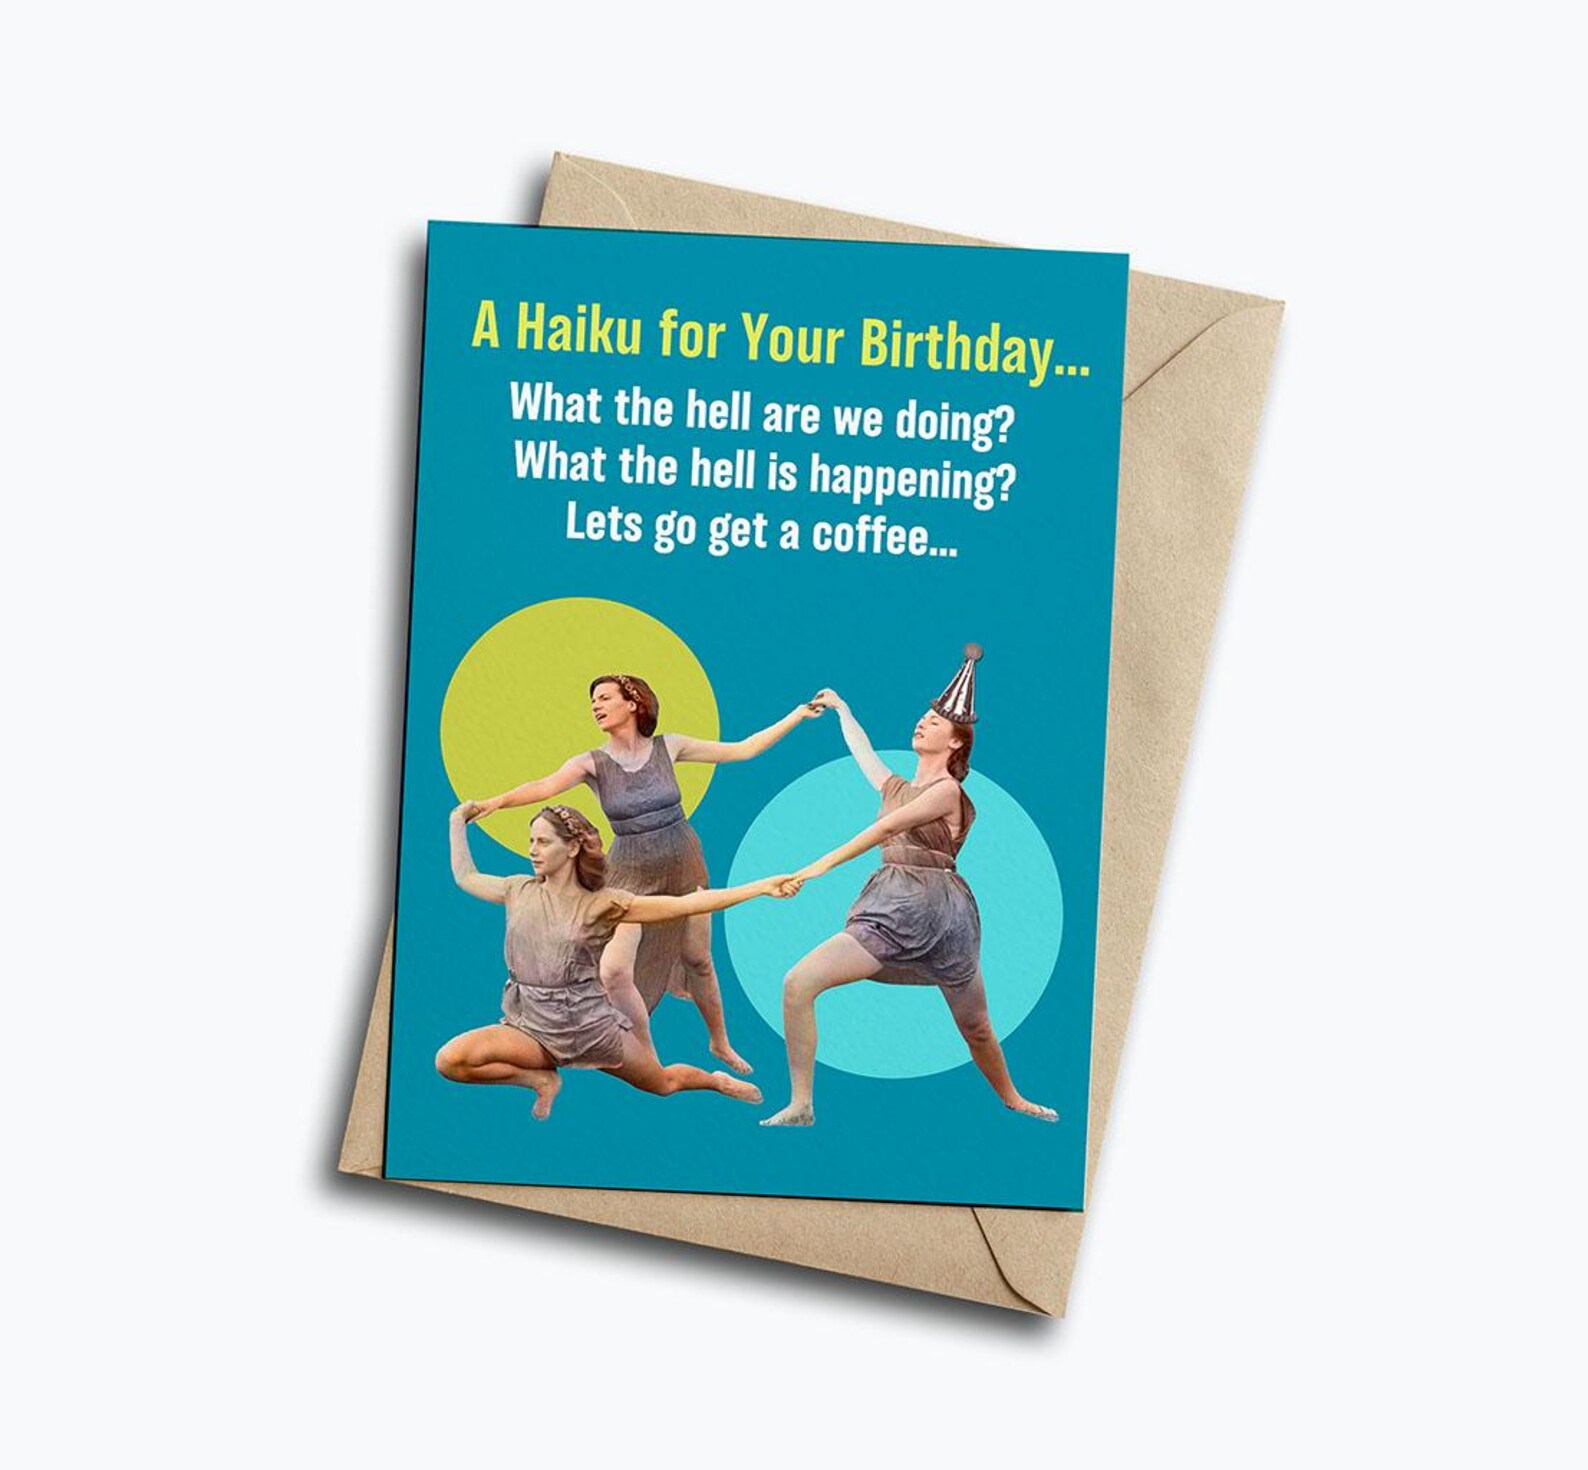 A Haiku for Your Birthday...
What the hell are we doing?
What the hell is happening?
Lets go get a coffee...